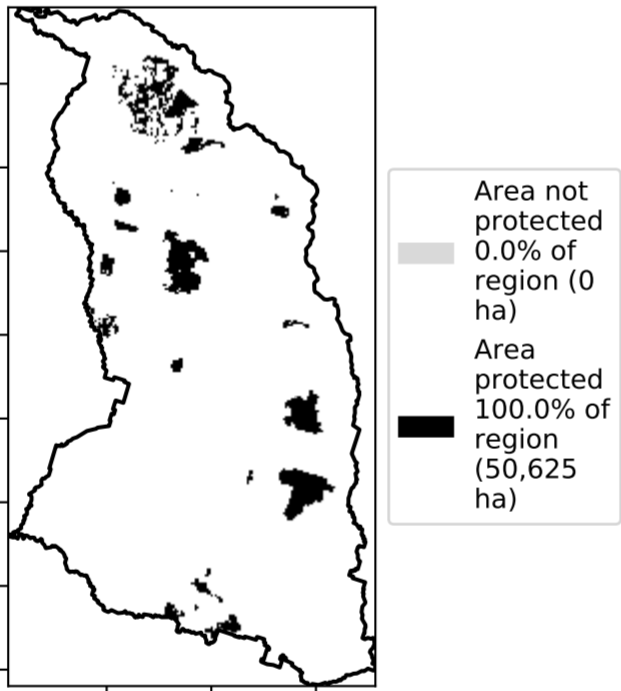 Area not
protected
0.0% of
region (0
ha)
Area
protected
100.0% of
region
(50,625
ha)